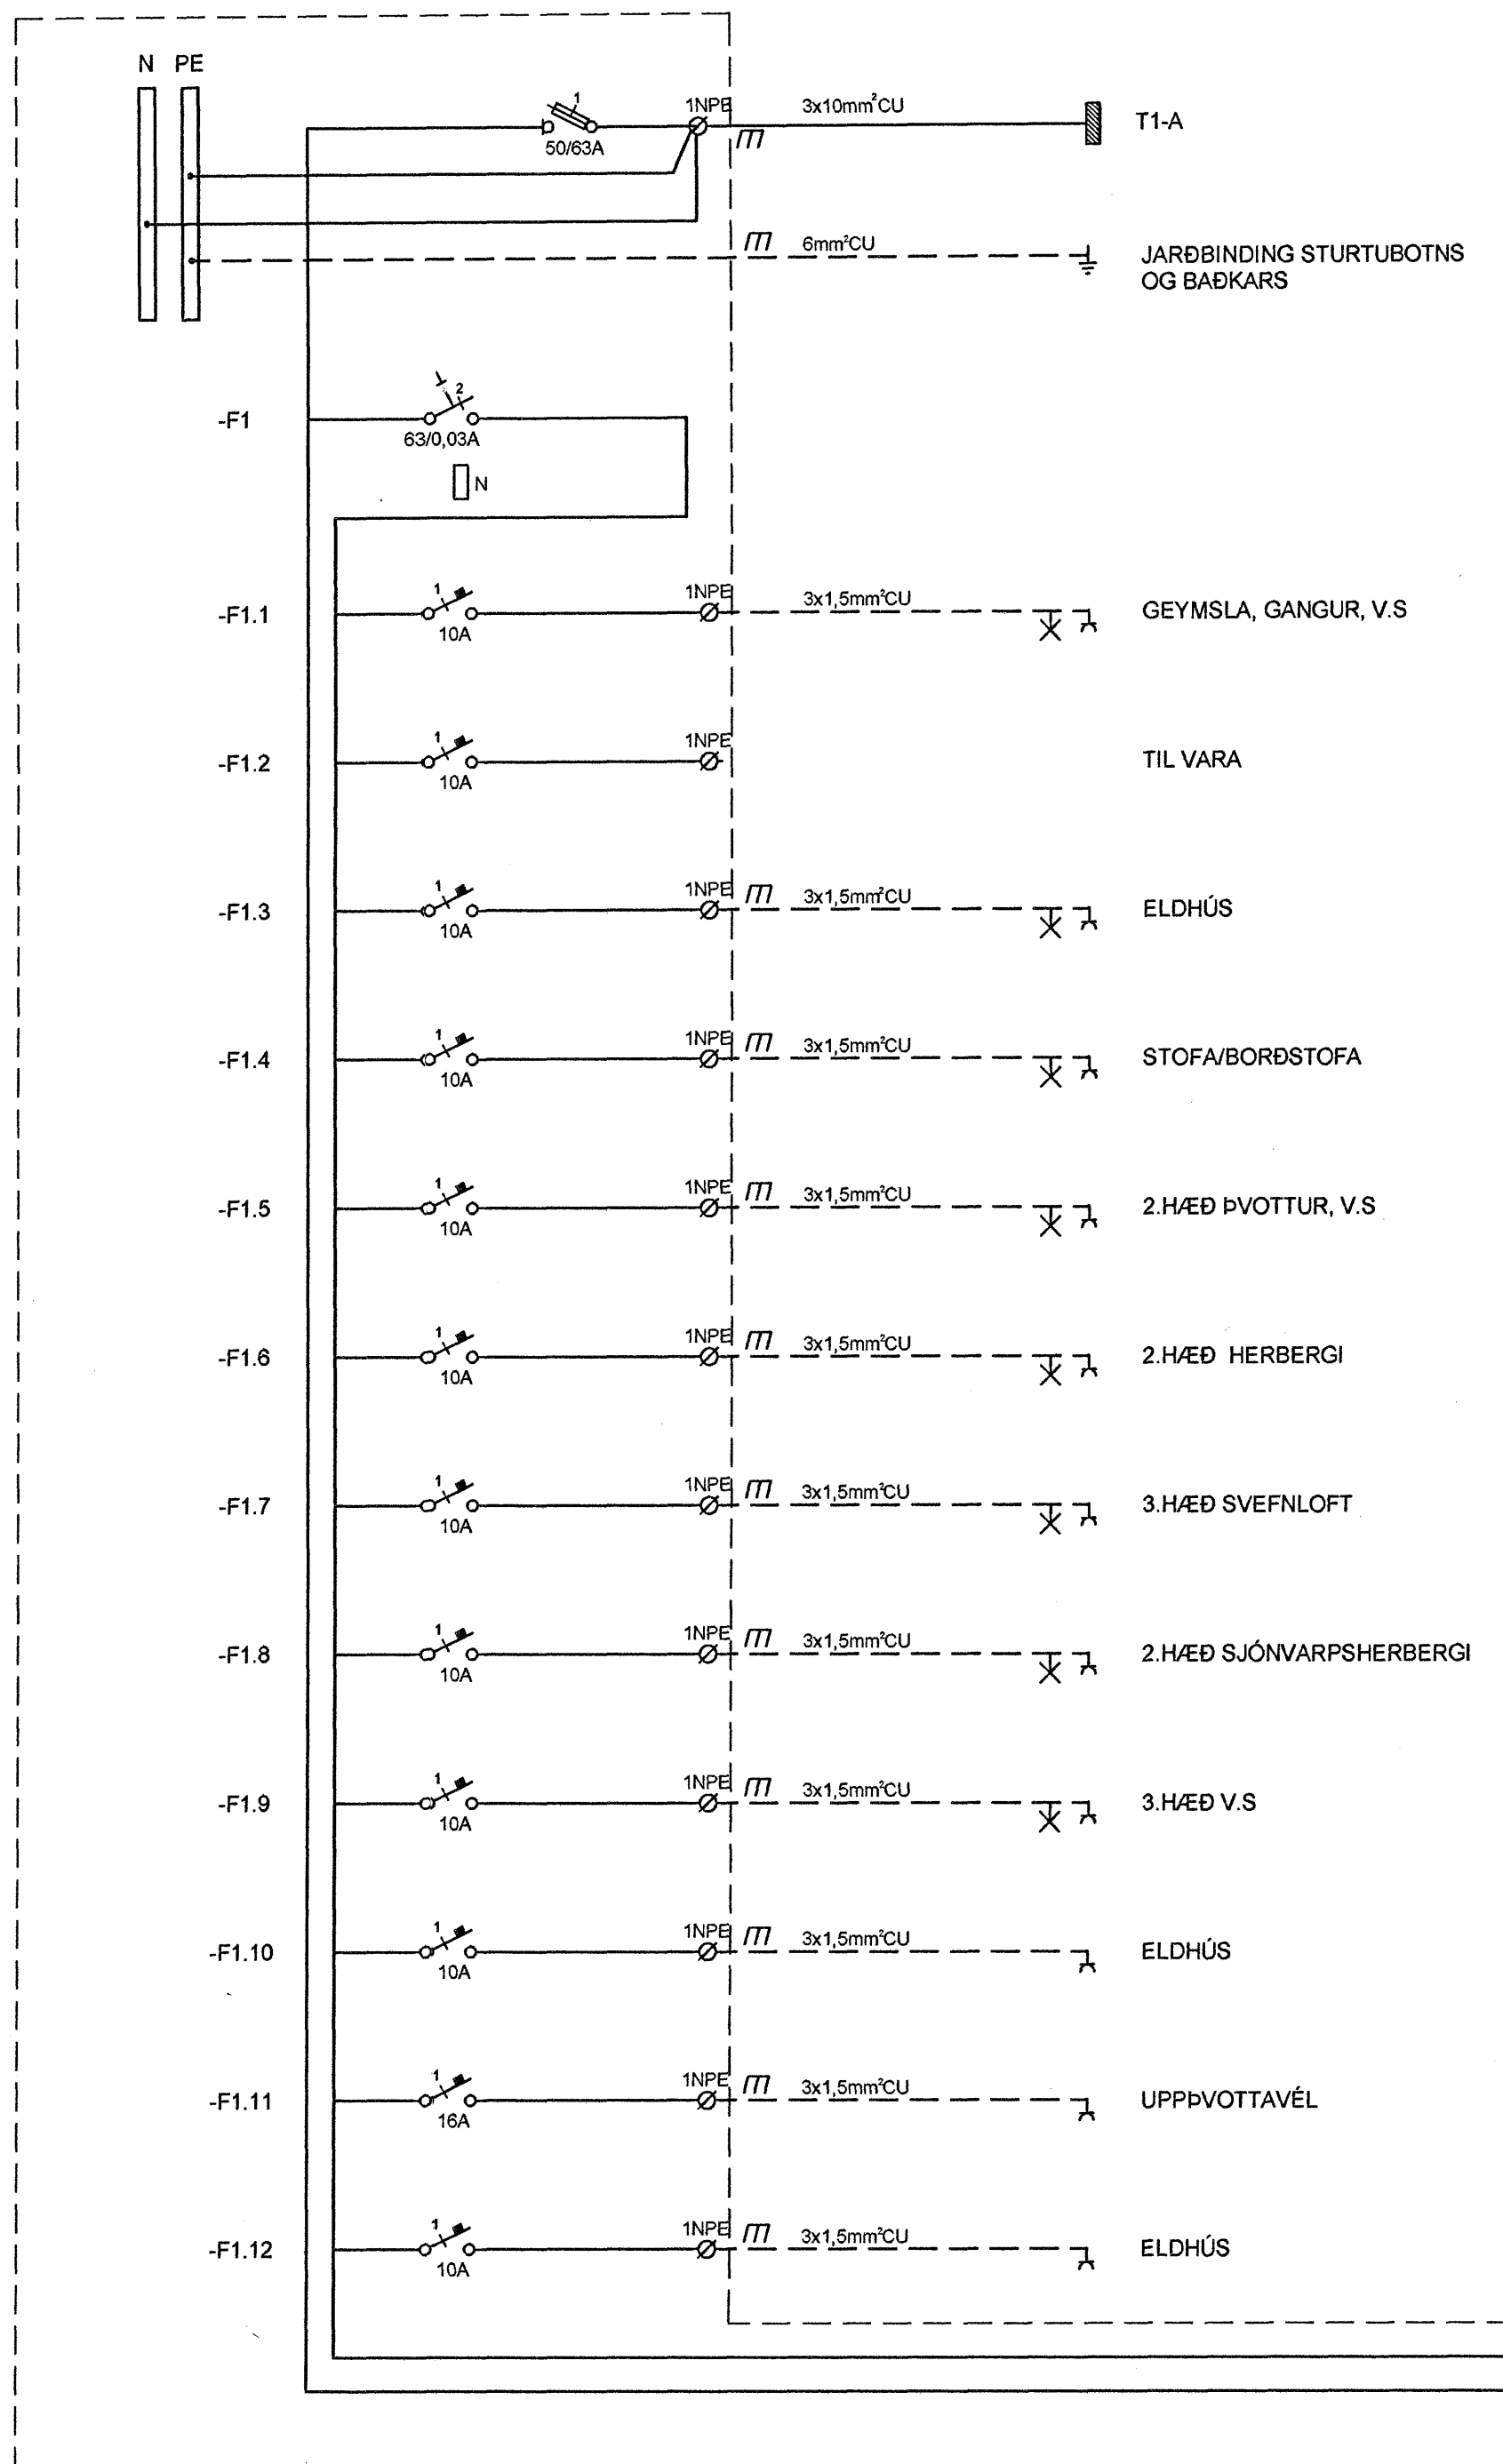 N PE
1
50/63A
1NPE
3x10mm²CU
T1-A
6mm²CU
JARÐBINDING STURTUBOTNS
OG BAÐKARS
-F1
2
63/0,03A
N
-F1.1
1
10A
1NPE
3x1,5mm²CU
GEYMSLA, GANGUR, V.S
-F1.2
1
10A
1NPE
TIL VARA
-F1.3
1
10A
1NPE
3x1,5mm²CU
ELDHÚS
-F1.4
1
10A
1NPE
3x1,5mm²CU
STOFA/BORÐSTOFA
-F1.5
1
10A
1NPE
3x1,5mm²CU
2.HÆÐ ÞVOTTUR, V.S
-F1.6
1
10A
1NPE
3x1,5mm²CU
2.HÆÐ HERBERGI
-F1.7
1
10A
1NPE
3x1,5mm²CU
3.HÆÐ SVEFNLOFT
-F1.8
1
10A
1NPE
3x1,5mm²CU
2.HÆÐ SJÓNVARPSHERBERGI
-F1.9
1
10A
1NPE
3x1,5mm²CU
3.HÆÐ V.S
-F1.10
1
10A
1NPE
3x1,5mm²CU
ELDHÚS
-F1.11
1
16A
1NPE
3x1,5mm²CU
UPPÞVOTTAVÉL
-F1.12
1
10A
1NPE
3x1,5mm²CU
ELDHÚS